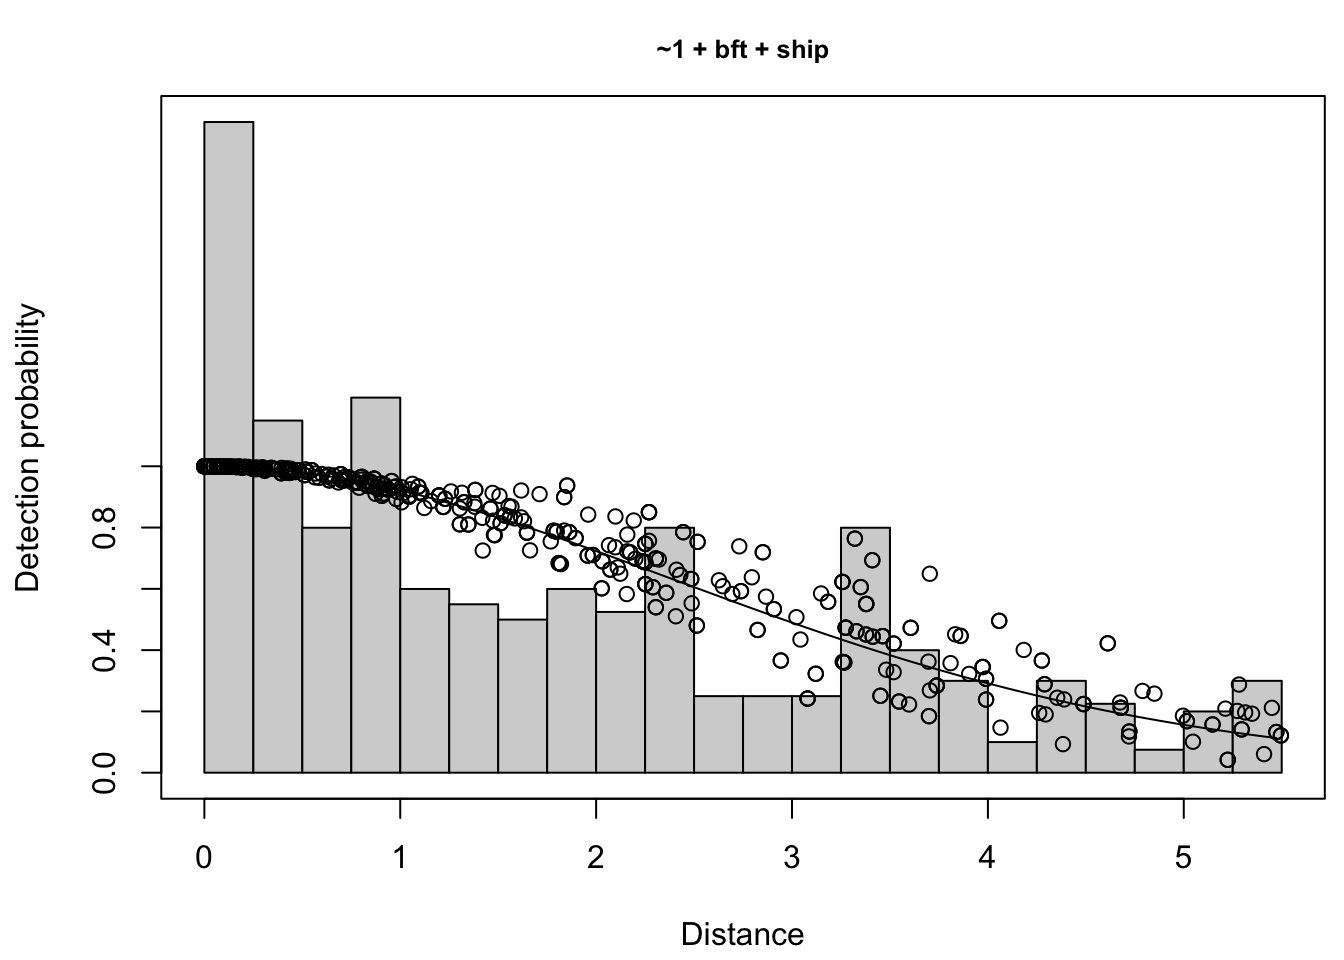 ~1 + bft + ship
Detection probability
0.8
0.4
0.0
0 1 2 3 4 5
Distance